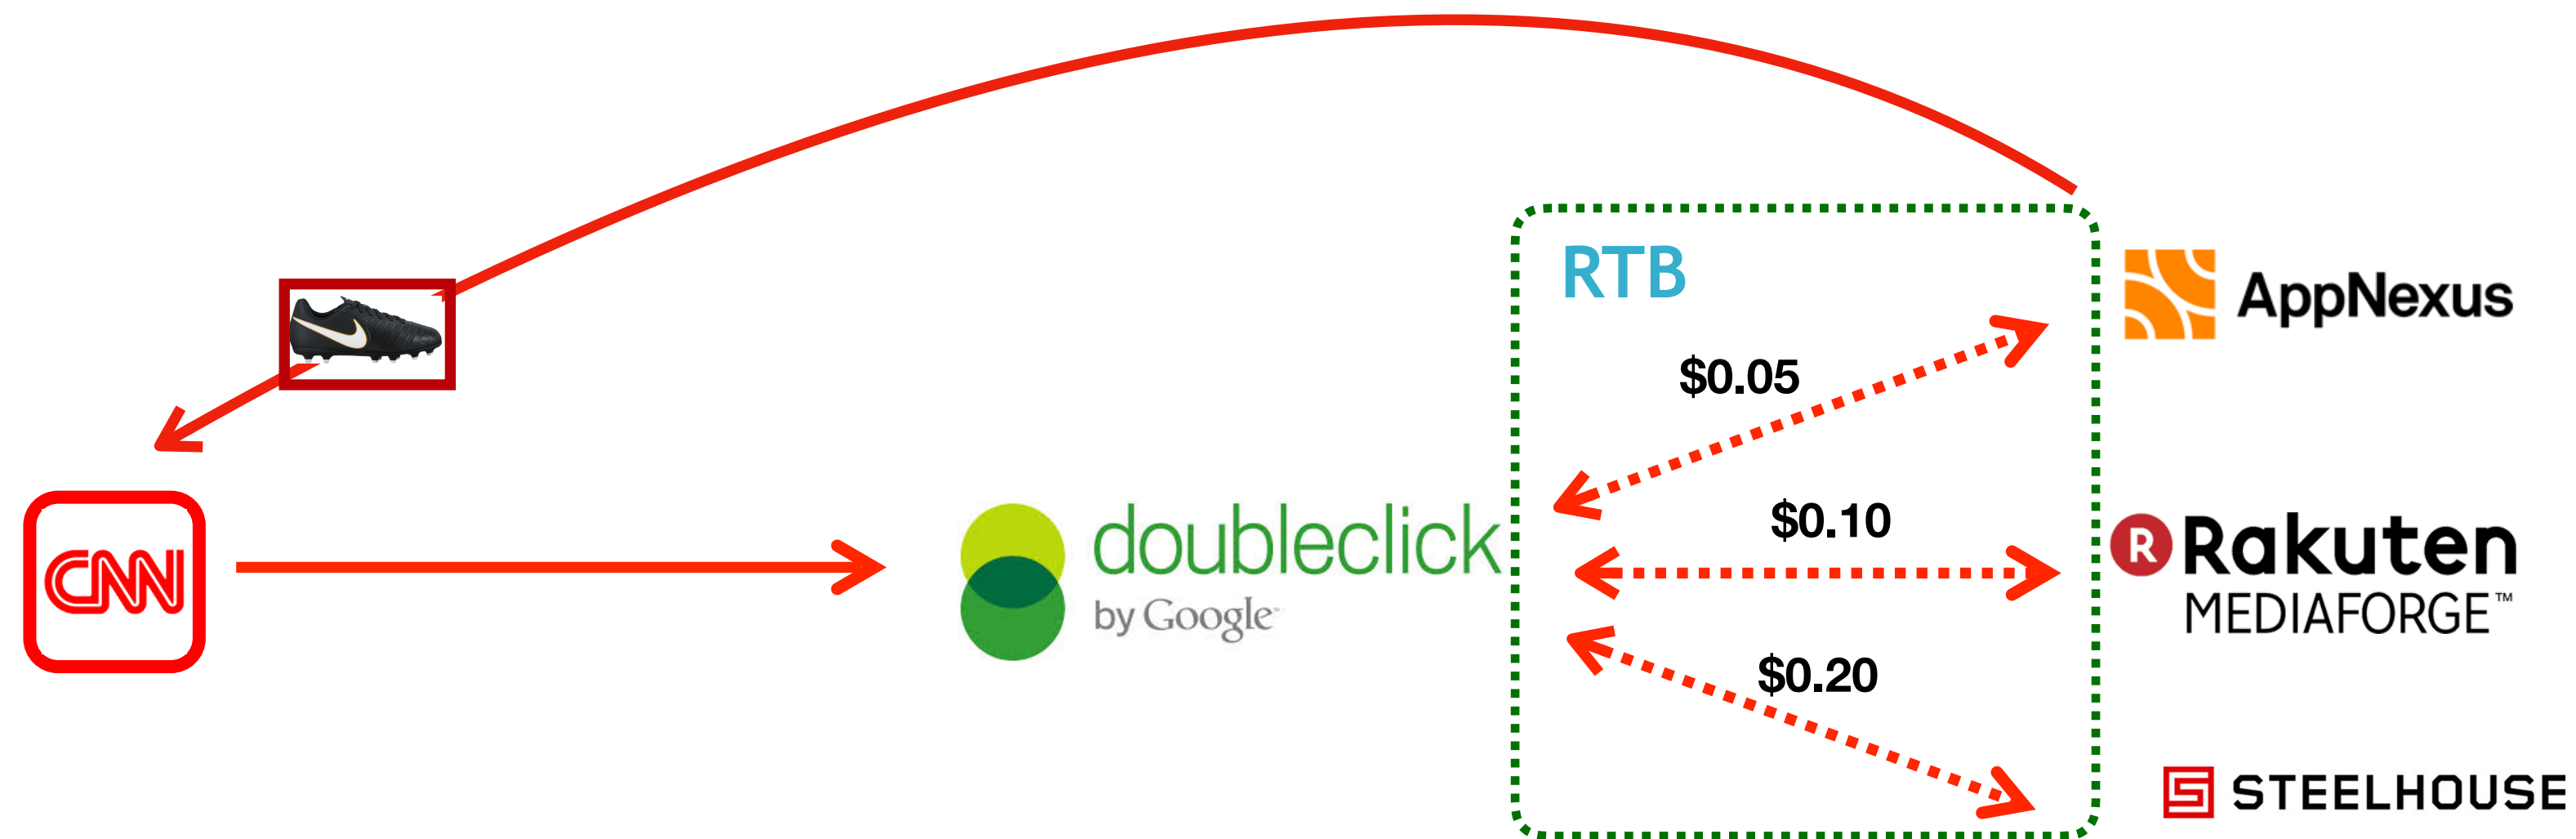 RTB
AppNexus
$0.05
CNN
doubleclick
by Google
$0.10
Rakuten
MEDIAFORGE™
$0.20
STEELHOUSE